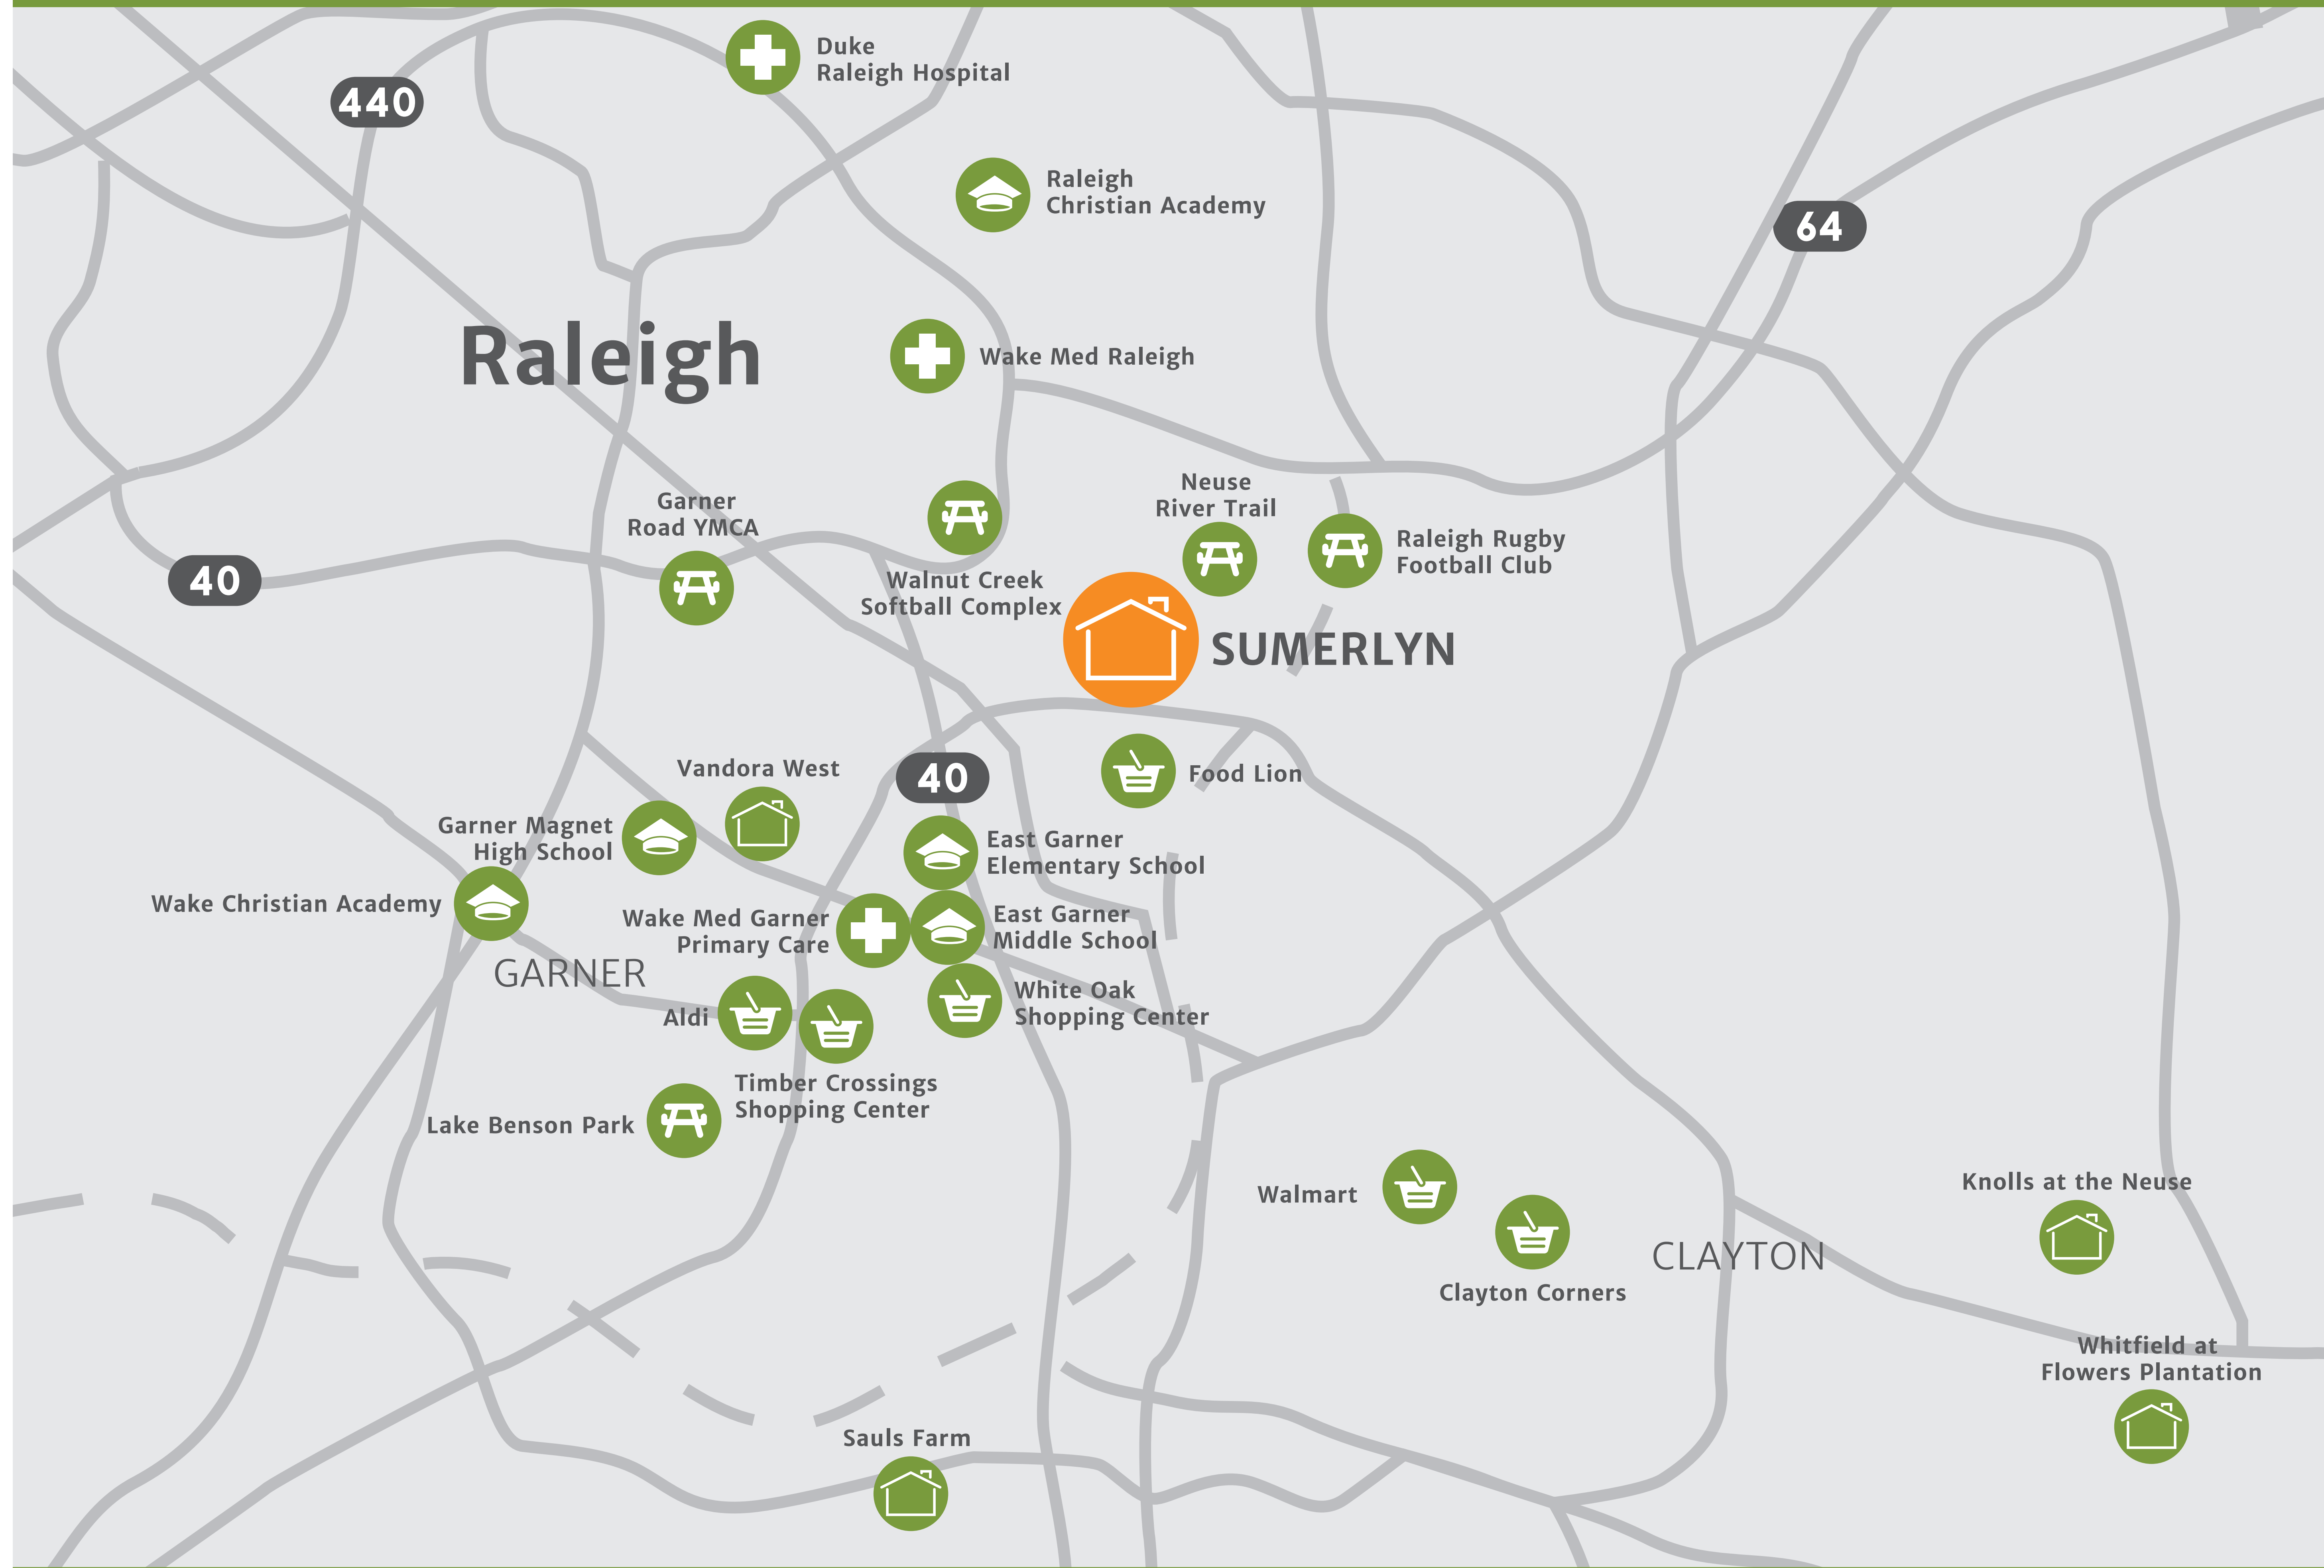 Duke
Raleigh Hospital
440
Raleigh
Christian Academy
64
Raleigh
Wake Med Raleigh
Neuse
River Trail
Garner
Road YMCA
Raleigh Rugby
Football Club
40
Walnut Creek
Softball Complex
SUMERLYN
Vandora West
40
Food Lion
Garner Magnet
High School
East Garner
Elementary School
Wake Christian Academy
Wake Med Garner
Primary Care
East Garner
Middle School
GARNER
White Oak
Shopping Center
Aldi
Timber Crossings
Shopping Center
Lake Benson Park
Walmart
Knolls at the Neuse
CLAYTON
Clayton Corners
Whitfield at
Flowers Plantation
Sauls Farm